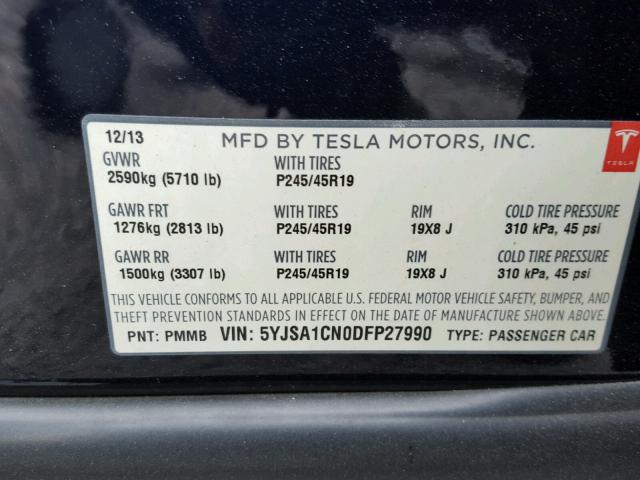 12/13 MFD BY TESLA MOTORS, INC.
GVWR WITH TIRES
2590kg (5710 lb) P245/45R19
TESLA
GAWR FRT WITH TIRES RIM COLD TIRE PRESSURE
1276kg (2813 lb) P245/45R19 19X8 J 310 kPa, 45 psi
GAWR RR WITH TIRES RIM COLD TIRE PRESSURE
1500kg (3307 lb) P245/45R19 19X8 J 310 kPa, 45 psi
THIS VEHICLE CONFORMS TO ALL APPLICABLE U.S. FEDERAL MOTOR VEHICLE SAFETY, BUMPER, AND
THEFT PREVENTION STANDARDS IN EFFECT ON THE DATE OF MANUFACTURE SHOWN ABOVE.
PNT: PMMB VIN: 5YJSA1CN0DFP27990 TYPE: PASSENGER CAR